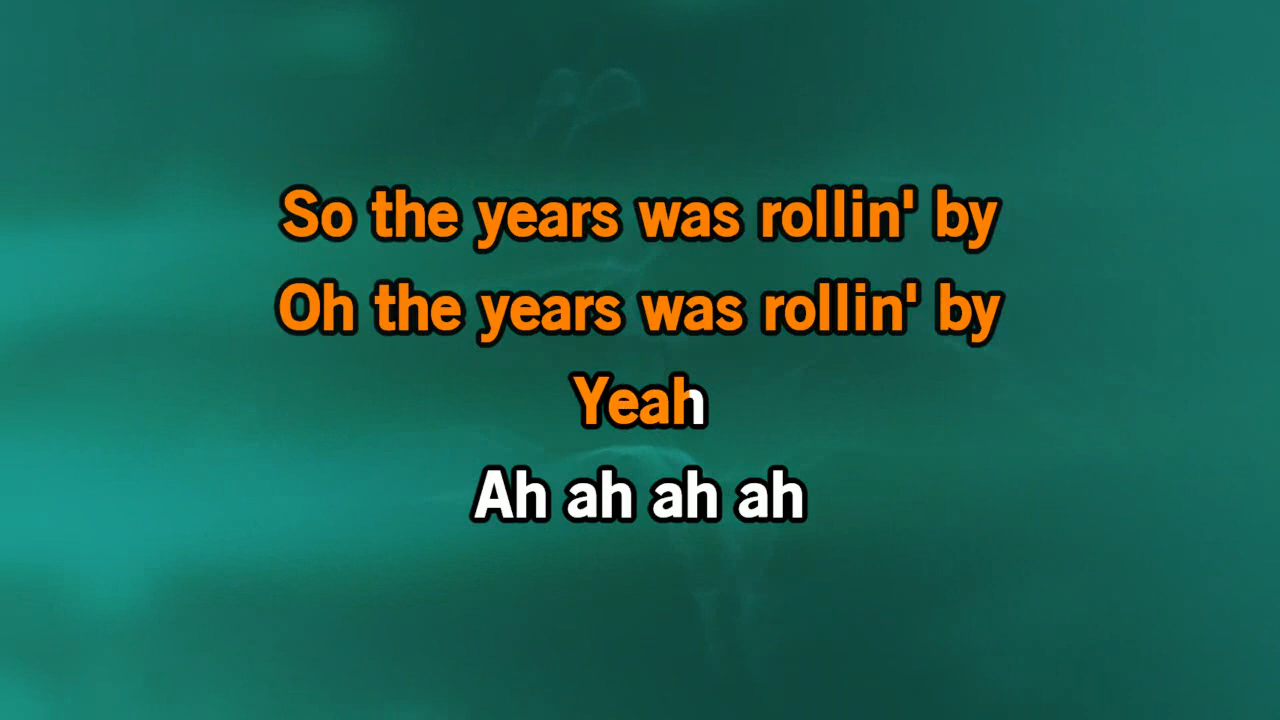 So the years was rollin' by
Oh the years was rollin' by
Yeah
Ah ah ah ah